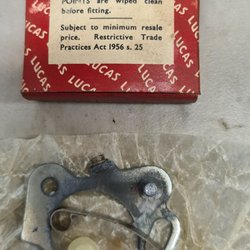 POINTS are wiped clean
before fitting.
Subject to minimum resale
price. Restrictive Trade
Practices Act 1956 s. 25
LUCAS
LUCAS
LUCAS
LUCAS
LUCAS